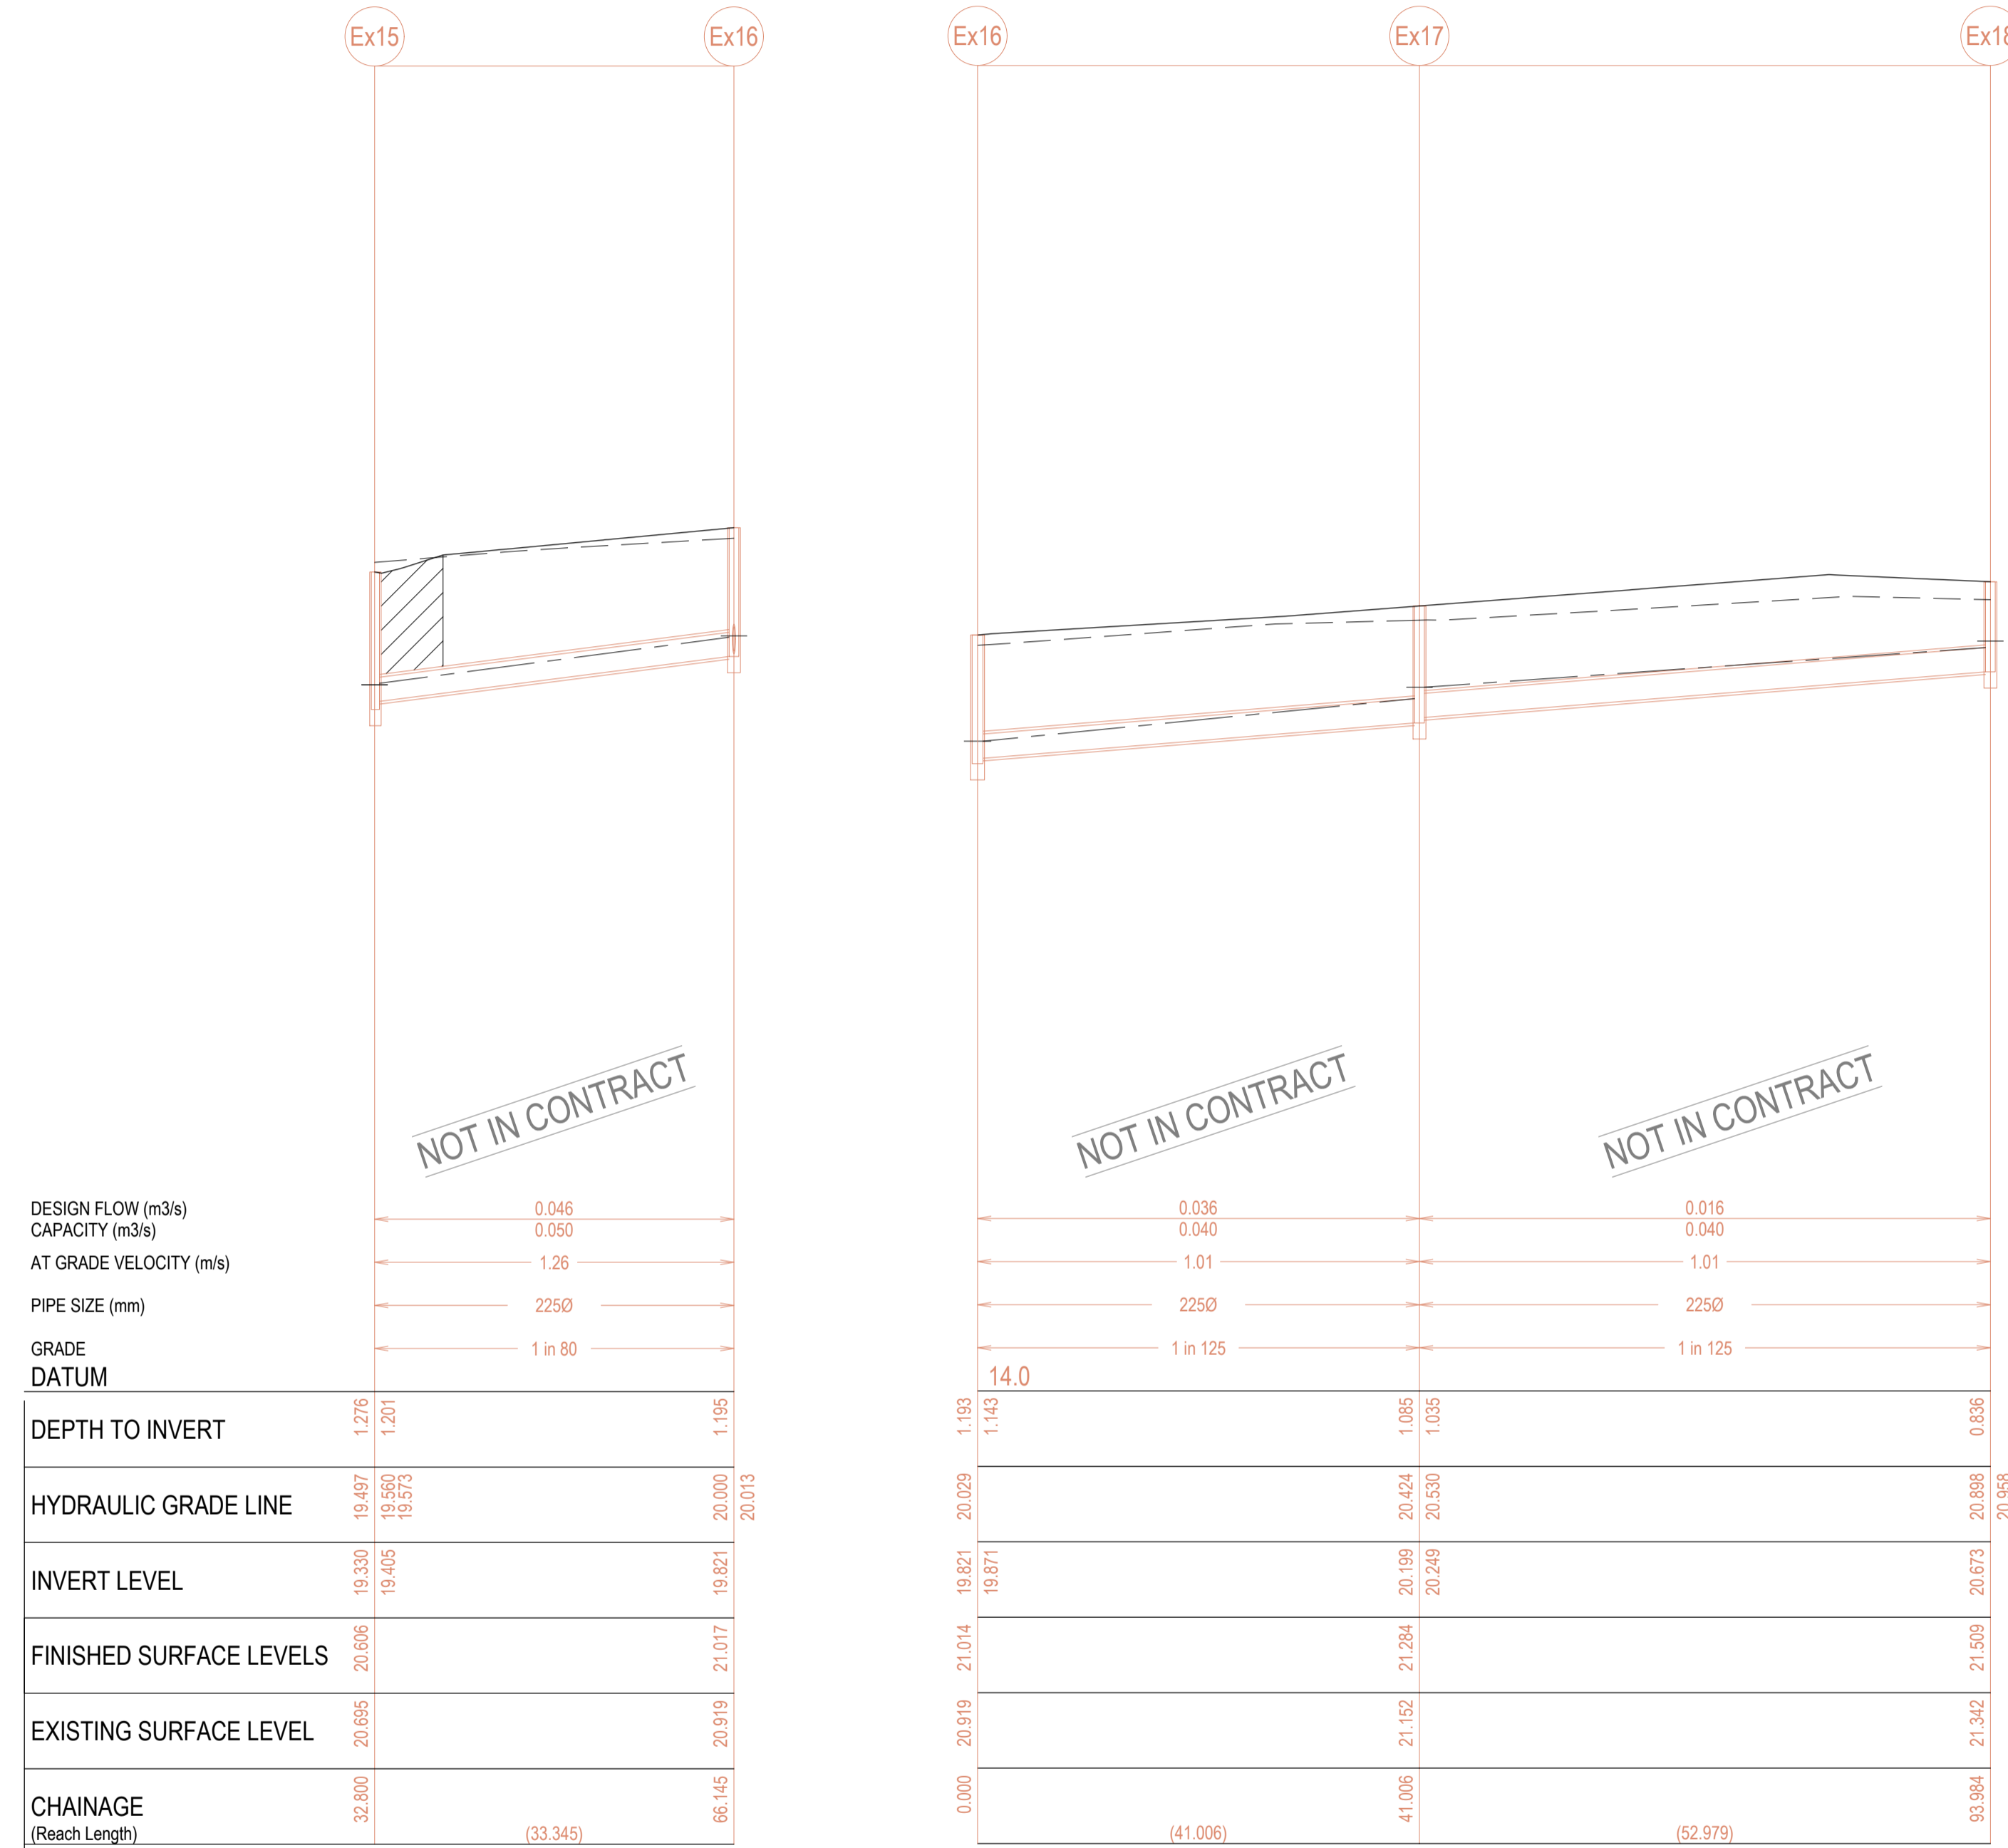 Ex15 Ex16 Ex16 Ex17 Ex18
NOT IN CONTRACT NOT IN CONTRACT NOT IN CONTRACT
DESIGN FLOW (m3/s) 0.046 0.036 0.016
CAPACITY (m3/s) 0.050 0.040 0.040
AT GRADE VELOCITY (m/s) 1.26 1.01 1.01
PIPE SIZE (mm) 225Ø 225Ø 225Ø
GRADE 1 in 80 1 in 125 1 in 125
DATUM 14.0
DEPTH TO INVERT 1.276 1.201 1.195 1.193 1.143 1.085 1.035 0.836
HYDRAULIC GRADE LINE 19.497 19.560 19.573 20.000 20.013 20.029 20.424 20.530 20.898 20.958
INVERT LEVEL 19.330 19.405 19.821 19.821 19.871 20.199 20.249 20.673
FINISHED SURFACE LEVELS 20.606 21.017 21.014 21.284 21.509
EXISTING SURFACE LEVEL 20.695 20.919 20.919 21.152 21.342
CHAINAGE 32.800 66.145 0.000 41.006 93.984
(Reach Length) (33.345) (41.006) (52.979)